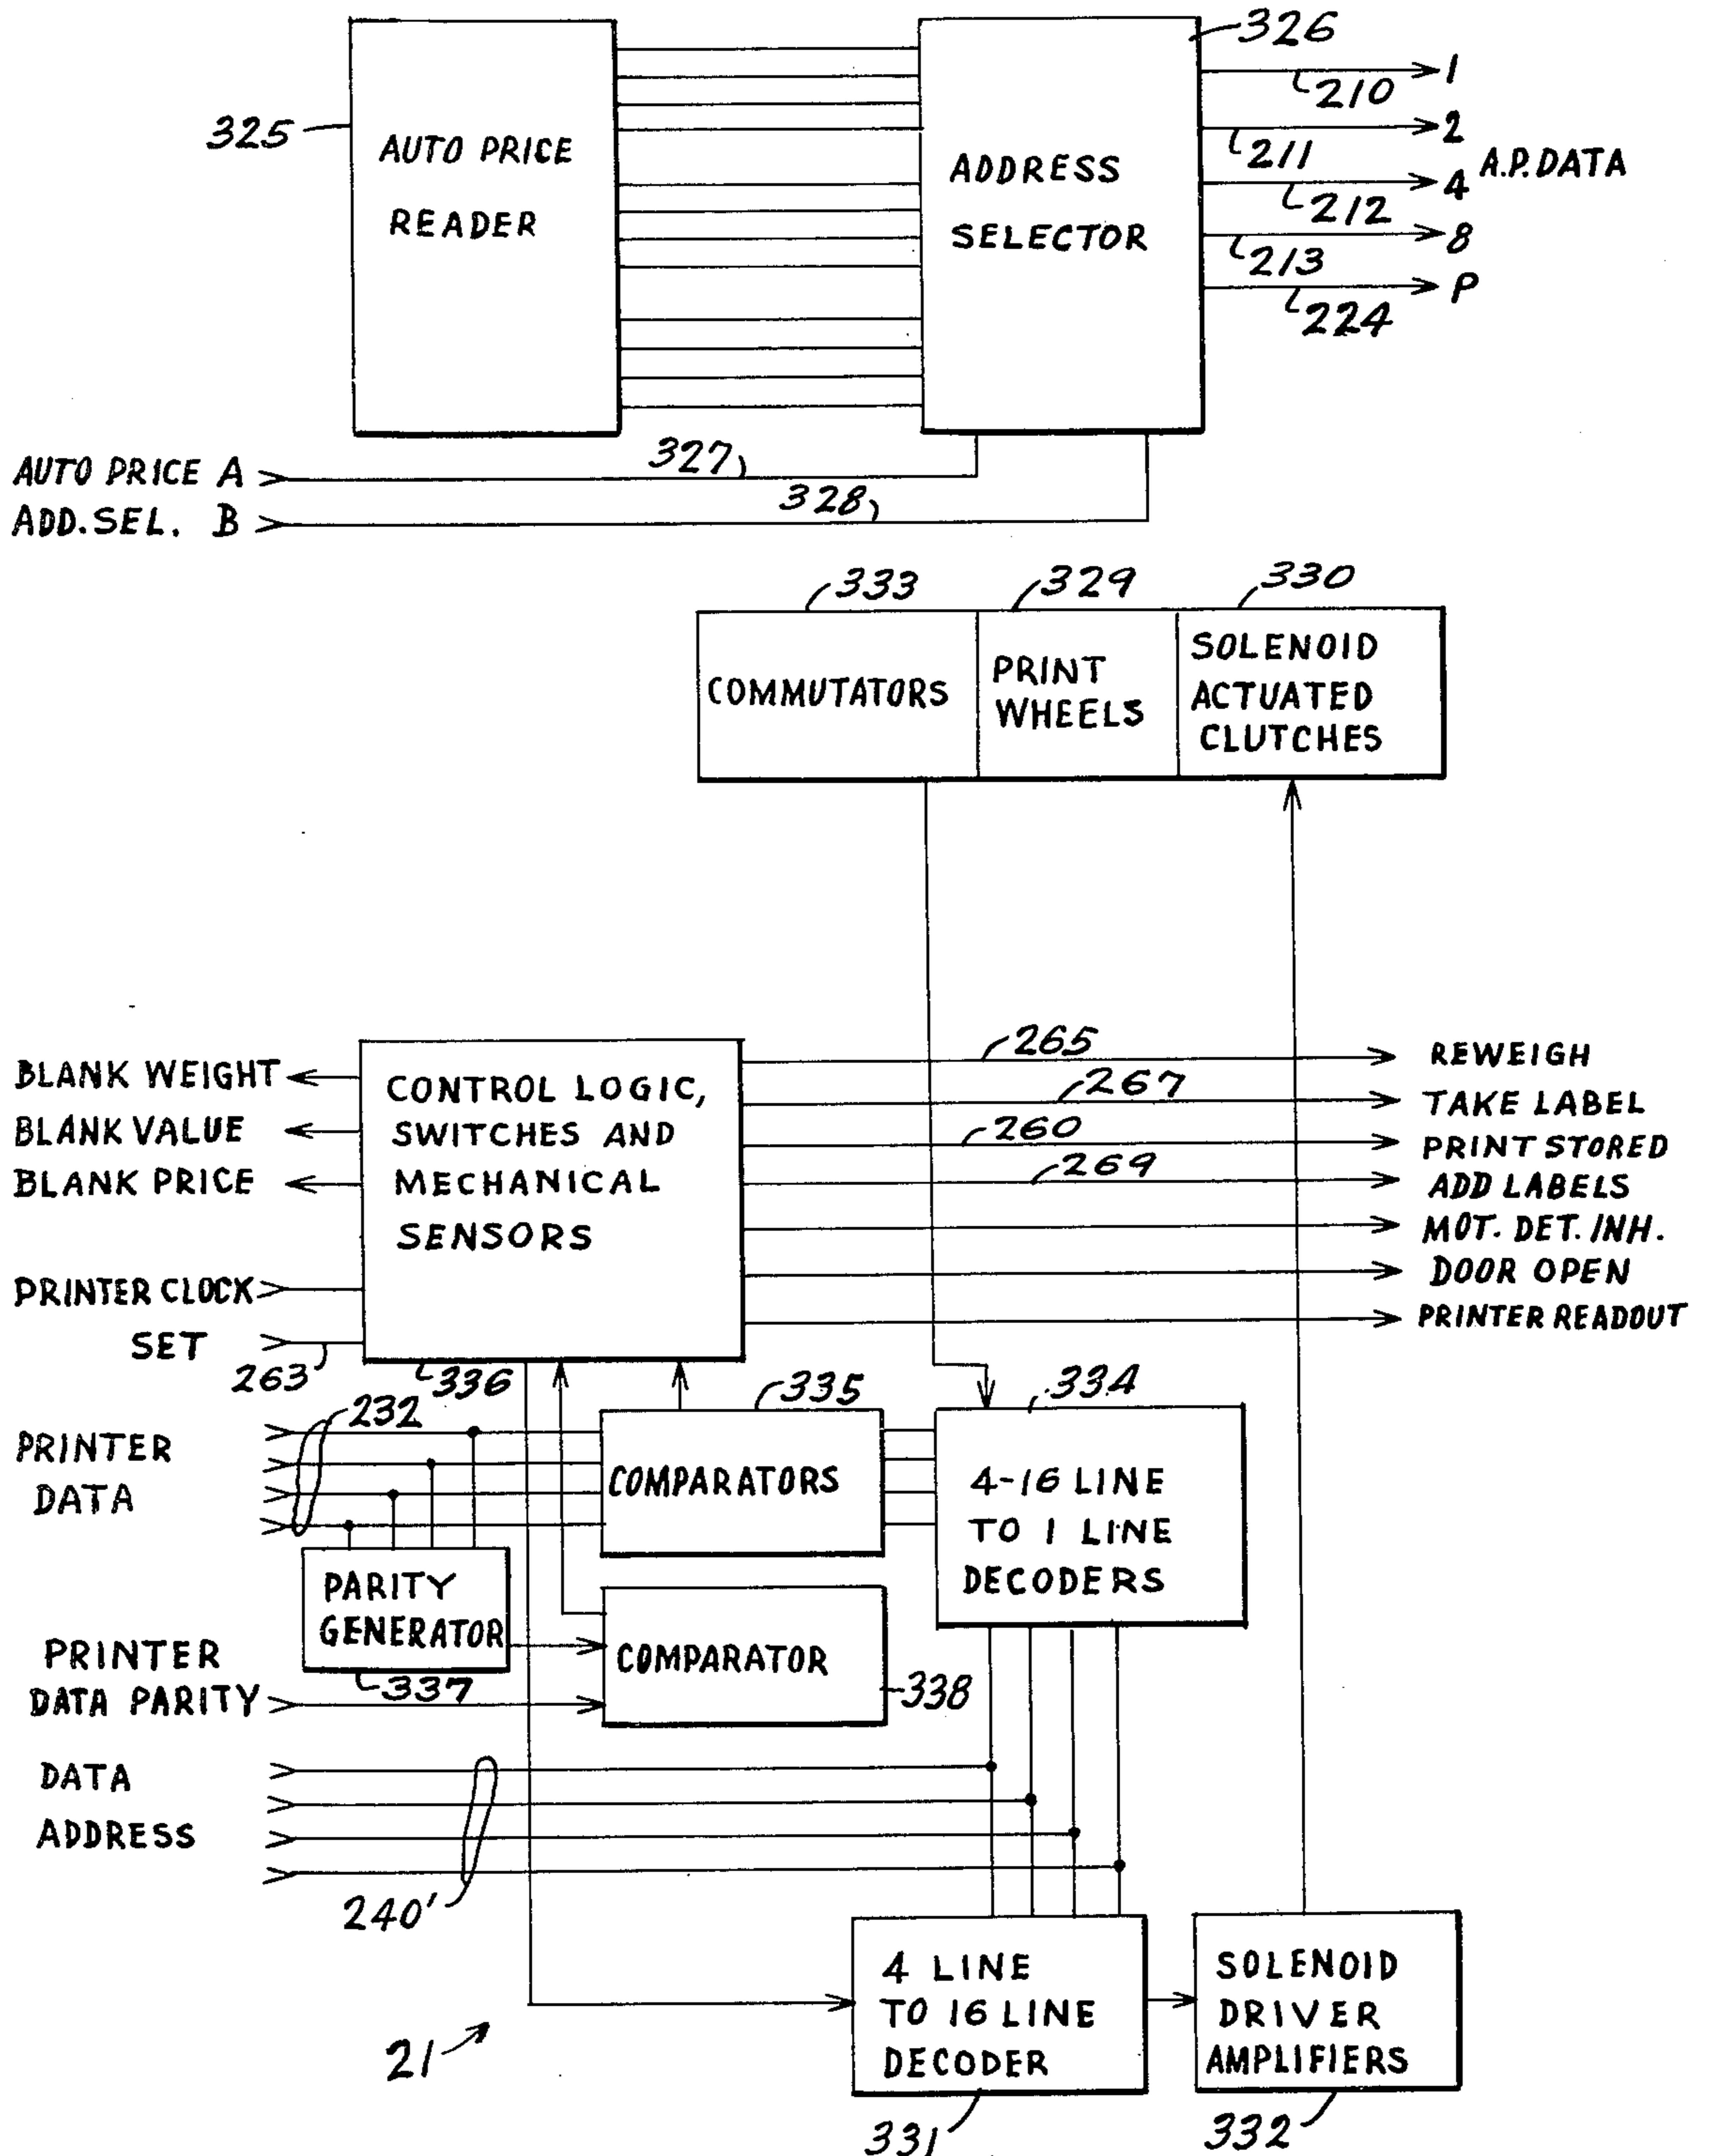 326
1
210
325
AUTO PRICE
READER
ADDRESS
SELECTOR
2
211
A.P. DATA
4
212
8
213
P
224
AUTO PRICE A
327
ADD. SEL. B
328
333
329
330
COMMUTATORS
PRINT
WHEELS
SOLENOID
ACTUATED
CLUTCHES
BLANK WEIGHT
BLANK VALUE
BLANK PRICE
PRINTER CLOCK
SET
263
CONTROL LOGIC,
SWITCHES AND
MECHANICAL
SENSORS
336
265
REWEIGH
267
TAKE LABEL
260
PRINT STORED
269
ADD LABELS
MOT. DET. INH.
DOOR OPEN
PRINTER READOUT
232
PRINTER
DATA
335
COMPARATORS
334
4-16 LINE
TO 1 LINE
DECODERS
PARITY
GENERATOR
337
COMPARATOR
338
PRINTER
DATA PARITY
DATA
ADDRESS
240'
21
4 LINE
TO 16 LINE
DECODER
331
SOLENOID
DRIVER
AMPLIFIERS
332